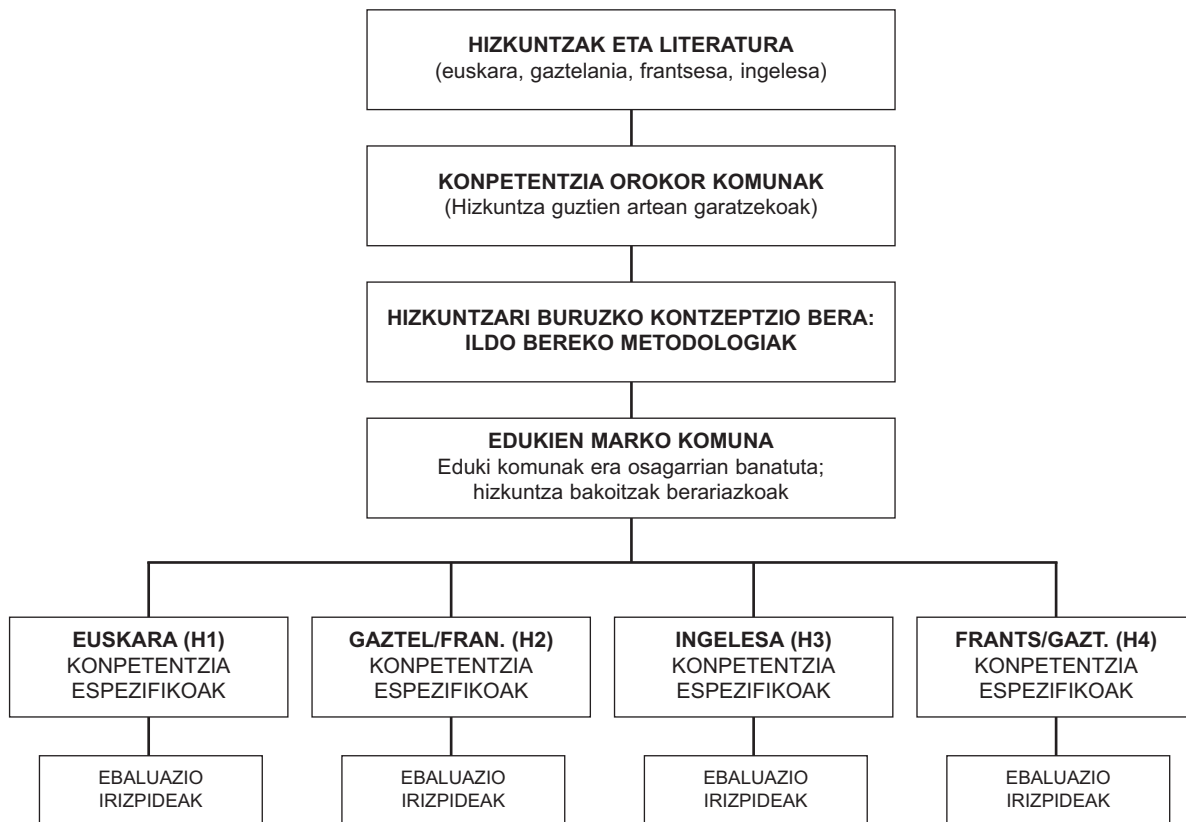 HIZKUNTZAK ETA LITERATURA
(euskara, gaztelania, frantsesa, ingelesa)
KONPETENTZIA OROKOR KOMUNAK
(Hizkuntza guztien artean garatzekoak)
HIZKUNTZARI BURUZKO KONTZEPTZIO BERA:
ILDO BEREKO METODOLOGIAK
EDUKIEN MARKO KOMUNA
Eduki komunak era osagarrian banatuta;
hizkuntza bakoitzak berariazkoak
EUSKARA (H1)
KONPETENTZIA
ESPEZIFIKOAK
GAZTEL/FRAN. (H2)
KONPETENTZIA
ESPEZIFIKOAK
INGELESA (H3)
KONPETENTZIA
ESPEZIFIKOAK
FRANTS/GAZT. (H4)
KONPETENTZIA
ESPEZIFIKOAK
EBALUAZIO
IRIZPIDEAK
EBALUAZIO
IRIZPIDEAK
EBALUAZIO
IRIZPIDEAK
EBALUAZIO
IRIZPIDEAK